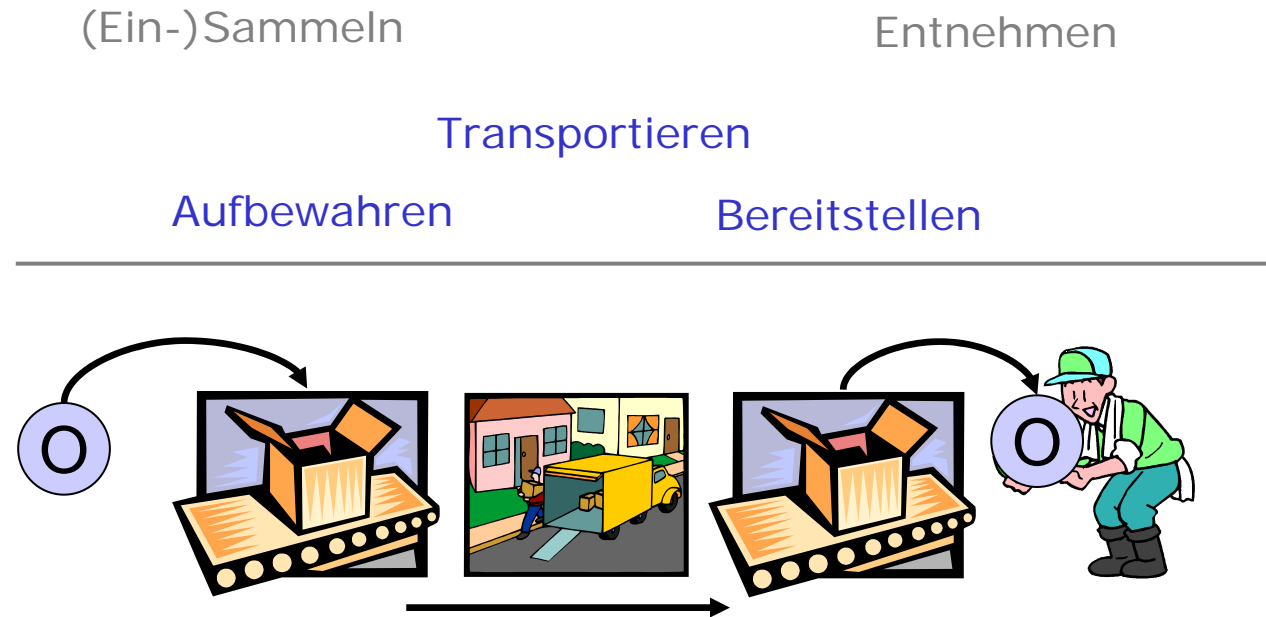 (Ein-)Sammeln
Entnehmen
Transportieren
Aufbewahren
Bereitstellen
O
O